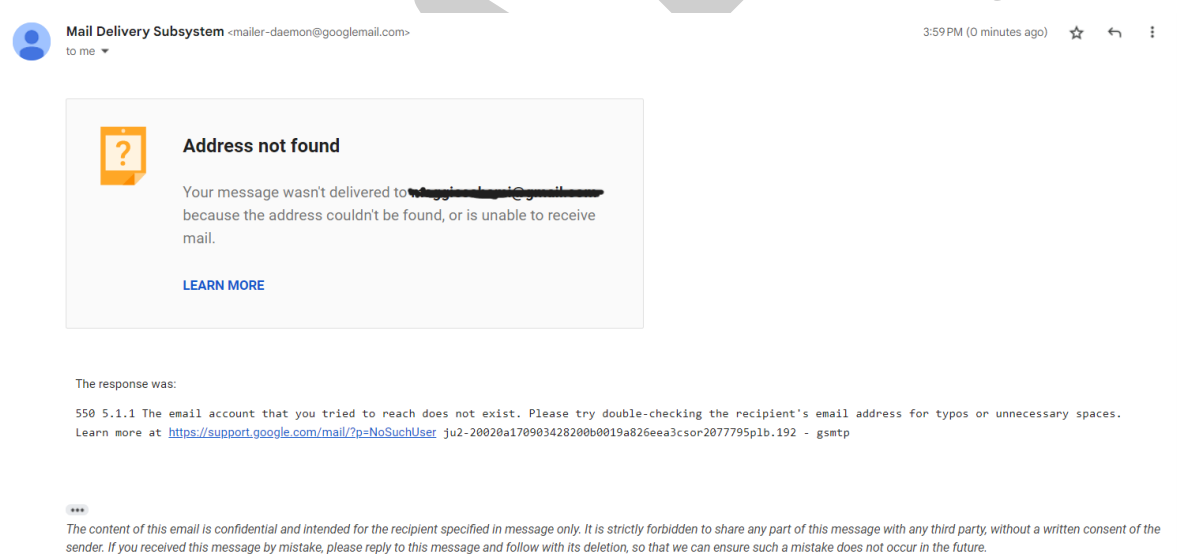 Mail Delivery Subsystem <mailer-daemon@googlemail.com>
3:59 PM (0 minutes ago)
to me
?
Address not found
Your message wasn't delivered to
because the address couldn't be found, or is unable to receive
mail.
LEARN MORE
The response was:
550 5.1.1 The email account that you tried to reach does not exist. Please try double-checking the recipient's email address for typos or unnecessary spaces.
Learn more at https://support.google.com/mail/?p=NoSuchUser ju2-20020a170903428200b0019a826eea3csor2077795plb.192 - gsmtp
The content of this email is confidential and intended for the recipient specified in message only. It is strictly forbidden to share any part of this message with any third party, without a written consent of the
sender. If you received this message by mistake, please reply to this message and follow with its deletion, so that we can ensure such a mistake does not occur in the future.